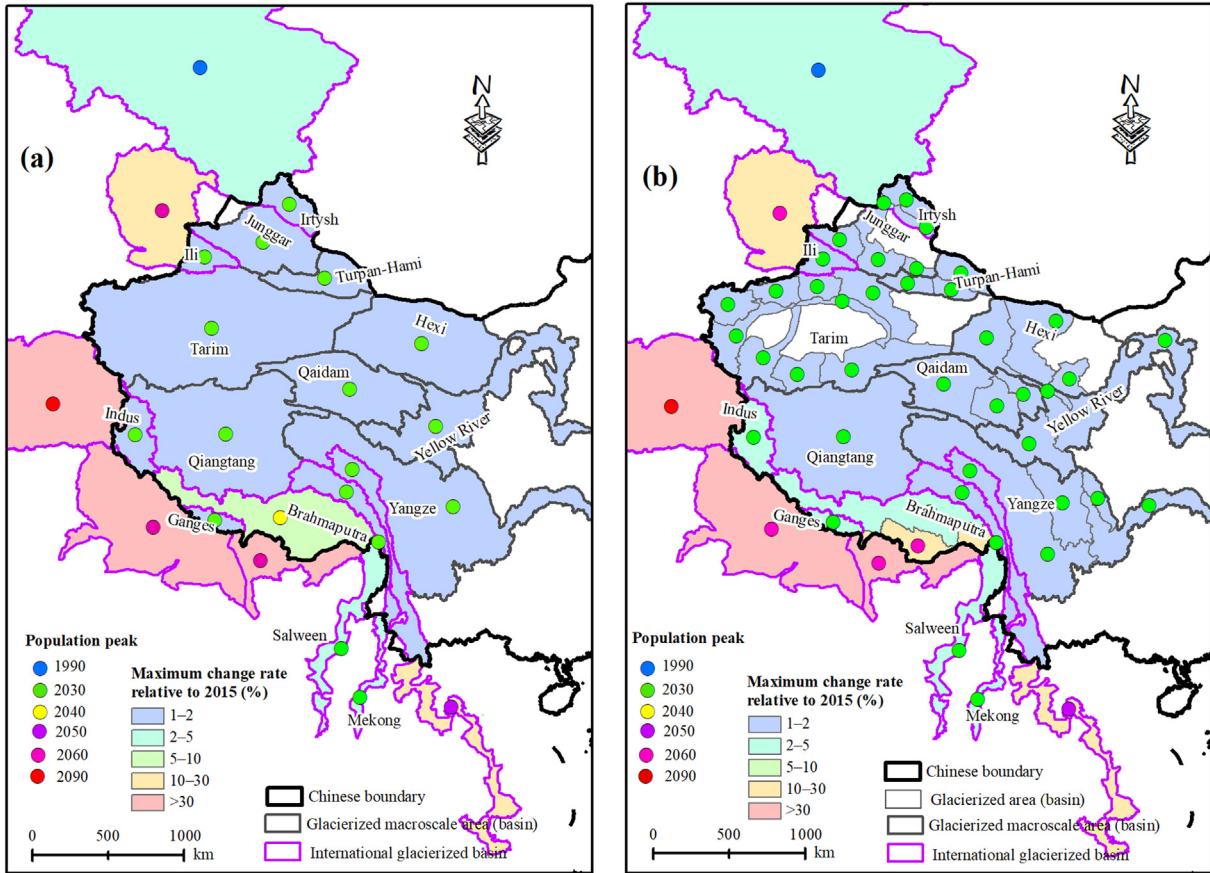 N
(a)
Irtysh
Junggar
Ili
Turpan-Hami
Hexi
Tarim
Qaidam
Indus
Yellow River
Qiangtang
Yangze
Brahmaputra
Ganges
Salween
Mekong
Population peak
1990
2030
2040
2050
2060
2090
Maximum change rate
relative to 2015 (%)
1–2
2–5
5–10
10–30
>30
Chinese boundary
Glacierized macroscale area (basin)
International glacierized basin
0 500 1000
km
N
(b)
Irtysh
Junggar
Ili
Turpan-Hami
Hexi
Tarim
Qaidam
Indus
Yellow River
Qiangtang
Yangze
Brahmaputra
Ganges
Salween
Mekong
Population peak
1990
2030
2040
2050
2060
2090
Maximum change rate
relative to 2015 (%)
1–2
2–5
5–10
10–30
>30
Chinese boundary
Glacierized area (basin)
Glacierized macroscale area (basin)
International glacierized basin
0 500 1000
km